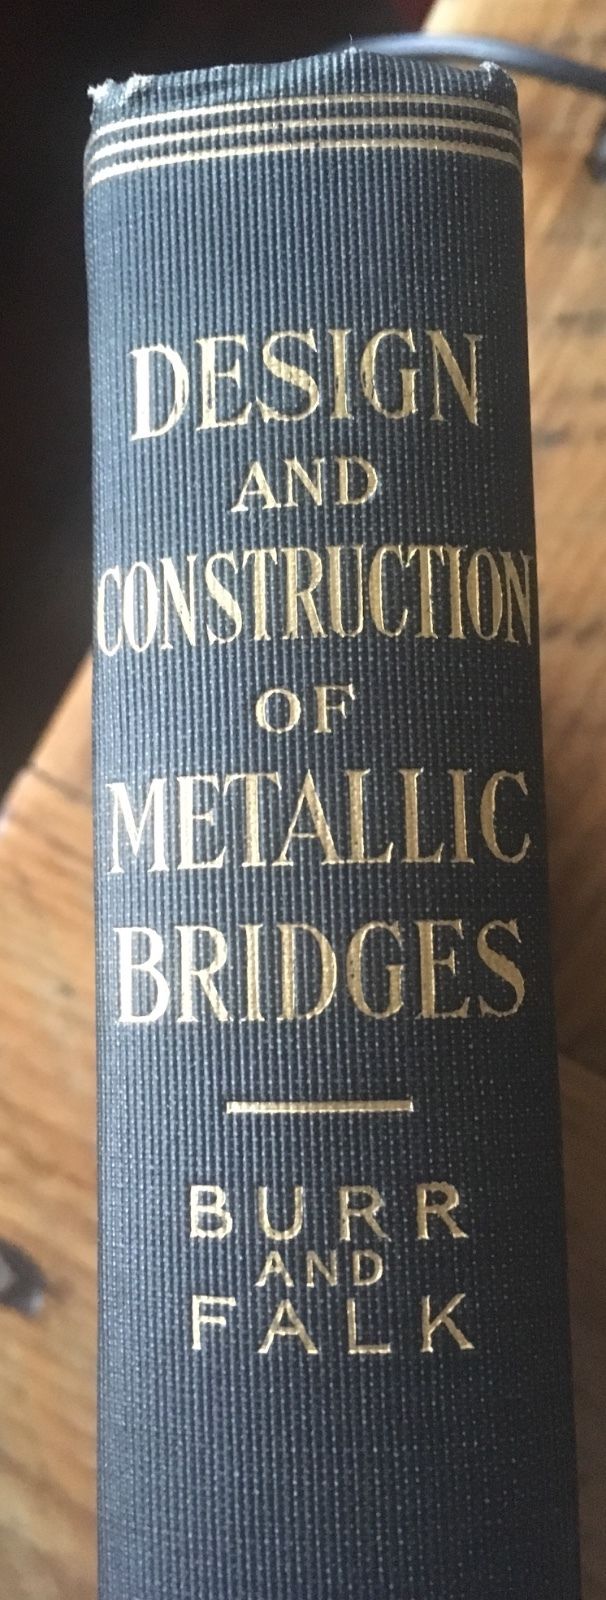 DESIGN
AND
CONSTRUCTION
OF
METALLIC
BRIDGES
BURR
AND
FALK